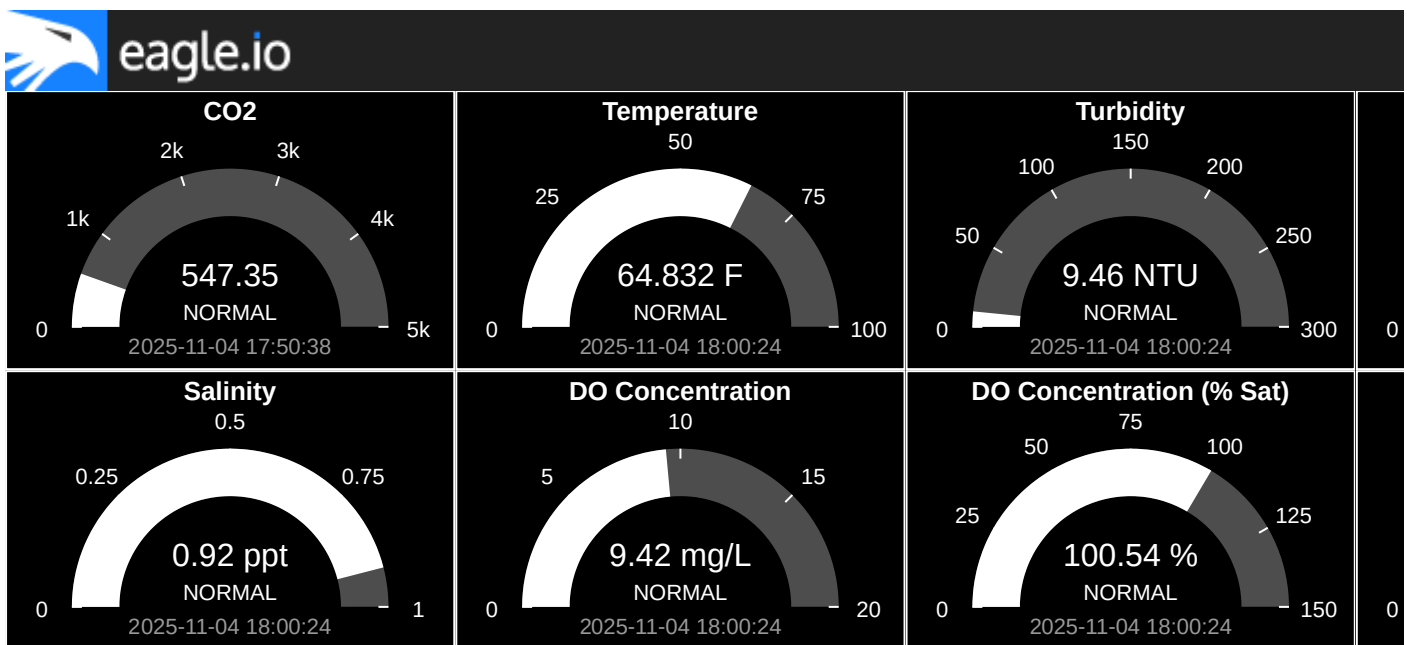 eagle.io
CO2
0
1k
2k
3k
4k
5k
547.35
NORMAL
2025-11-04 17:50:38
Temperature
0
25
50
75
100
64.832 F
NORMAL
2025-11-04 18:00:24
Turbidity
0
50
100
150
200
250
300
9.46 NTU
NORMAL
2025-11-04 18:00:24
0
Salinity
0
0.25
0.5
0.75
1
0.92 ppt
NORMAL
2025-11-04 18:00:24
DO Concentration
0
5
10
15
20
9.42 mg/L
NORMAL
2025-11-04 18:00:24
DO Concentration (% Sat)
0
25
50
75
100
125
150
100.54 %
NORMAL
2025-11-04 18:00:24
0